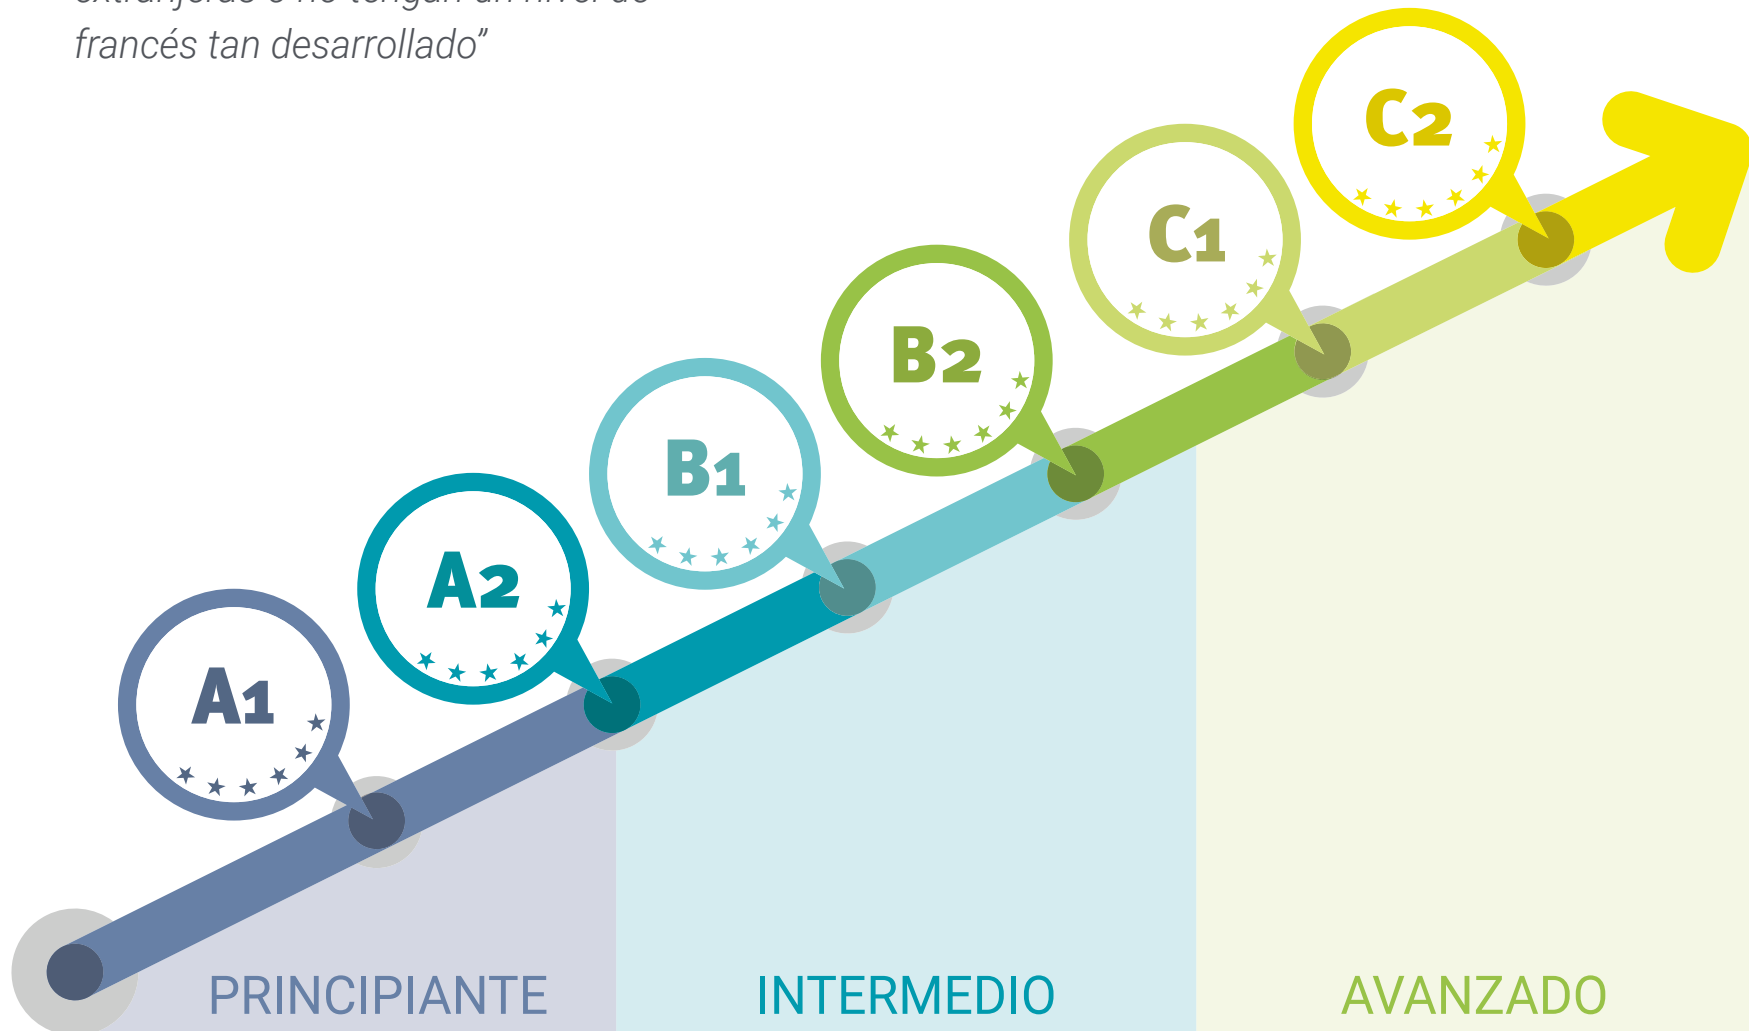 francés tan desarrollado”
C2
C1
B2
B1
A2
A1
PRINCIPIANTE
INTERMEDIO
AVANZADO